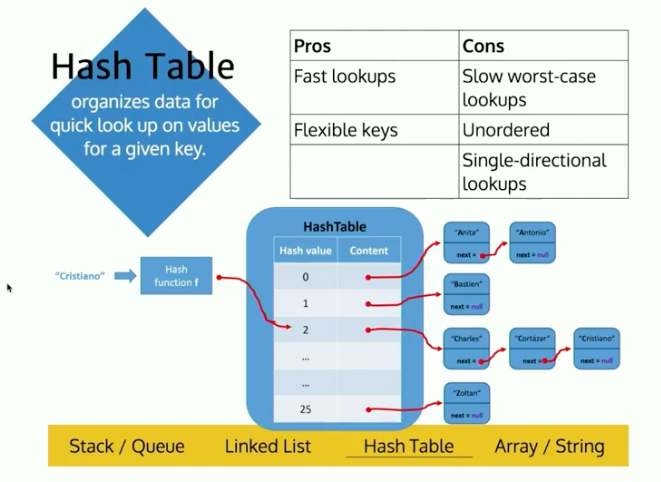 Hash Table
organizes data for
quick look up on values
for a given key.
Pros
Cons
Fast lookups
Slow worst-case
lookups
Flexible keys
Unordered
Single-directional
lookups
"Cristiano"
Hash
function f
HashTable
Hash value
Content
0
1
2
...
...
25
"Anita"
next =
"Antonio"
next = null
"Bastien"
next = null
"Charles"
next =
"Cortázar"
next =
"Cristiano"
next = null
"Zoltan"
next = null
Stack / Queue
Linked List
Hash Table
Array / String